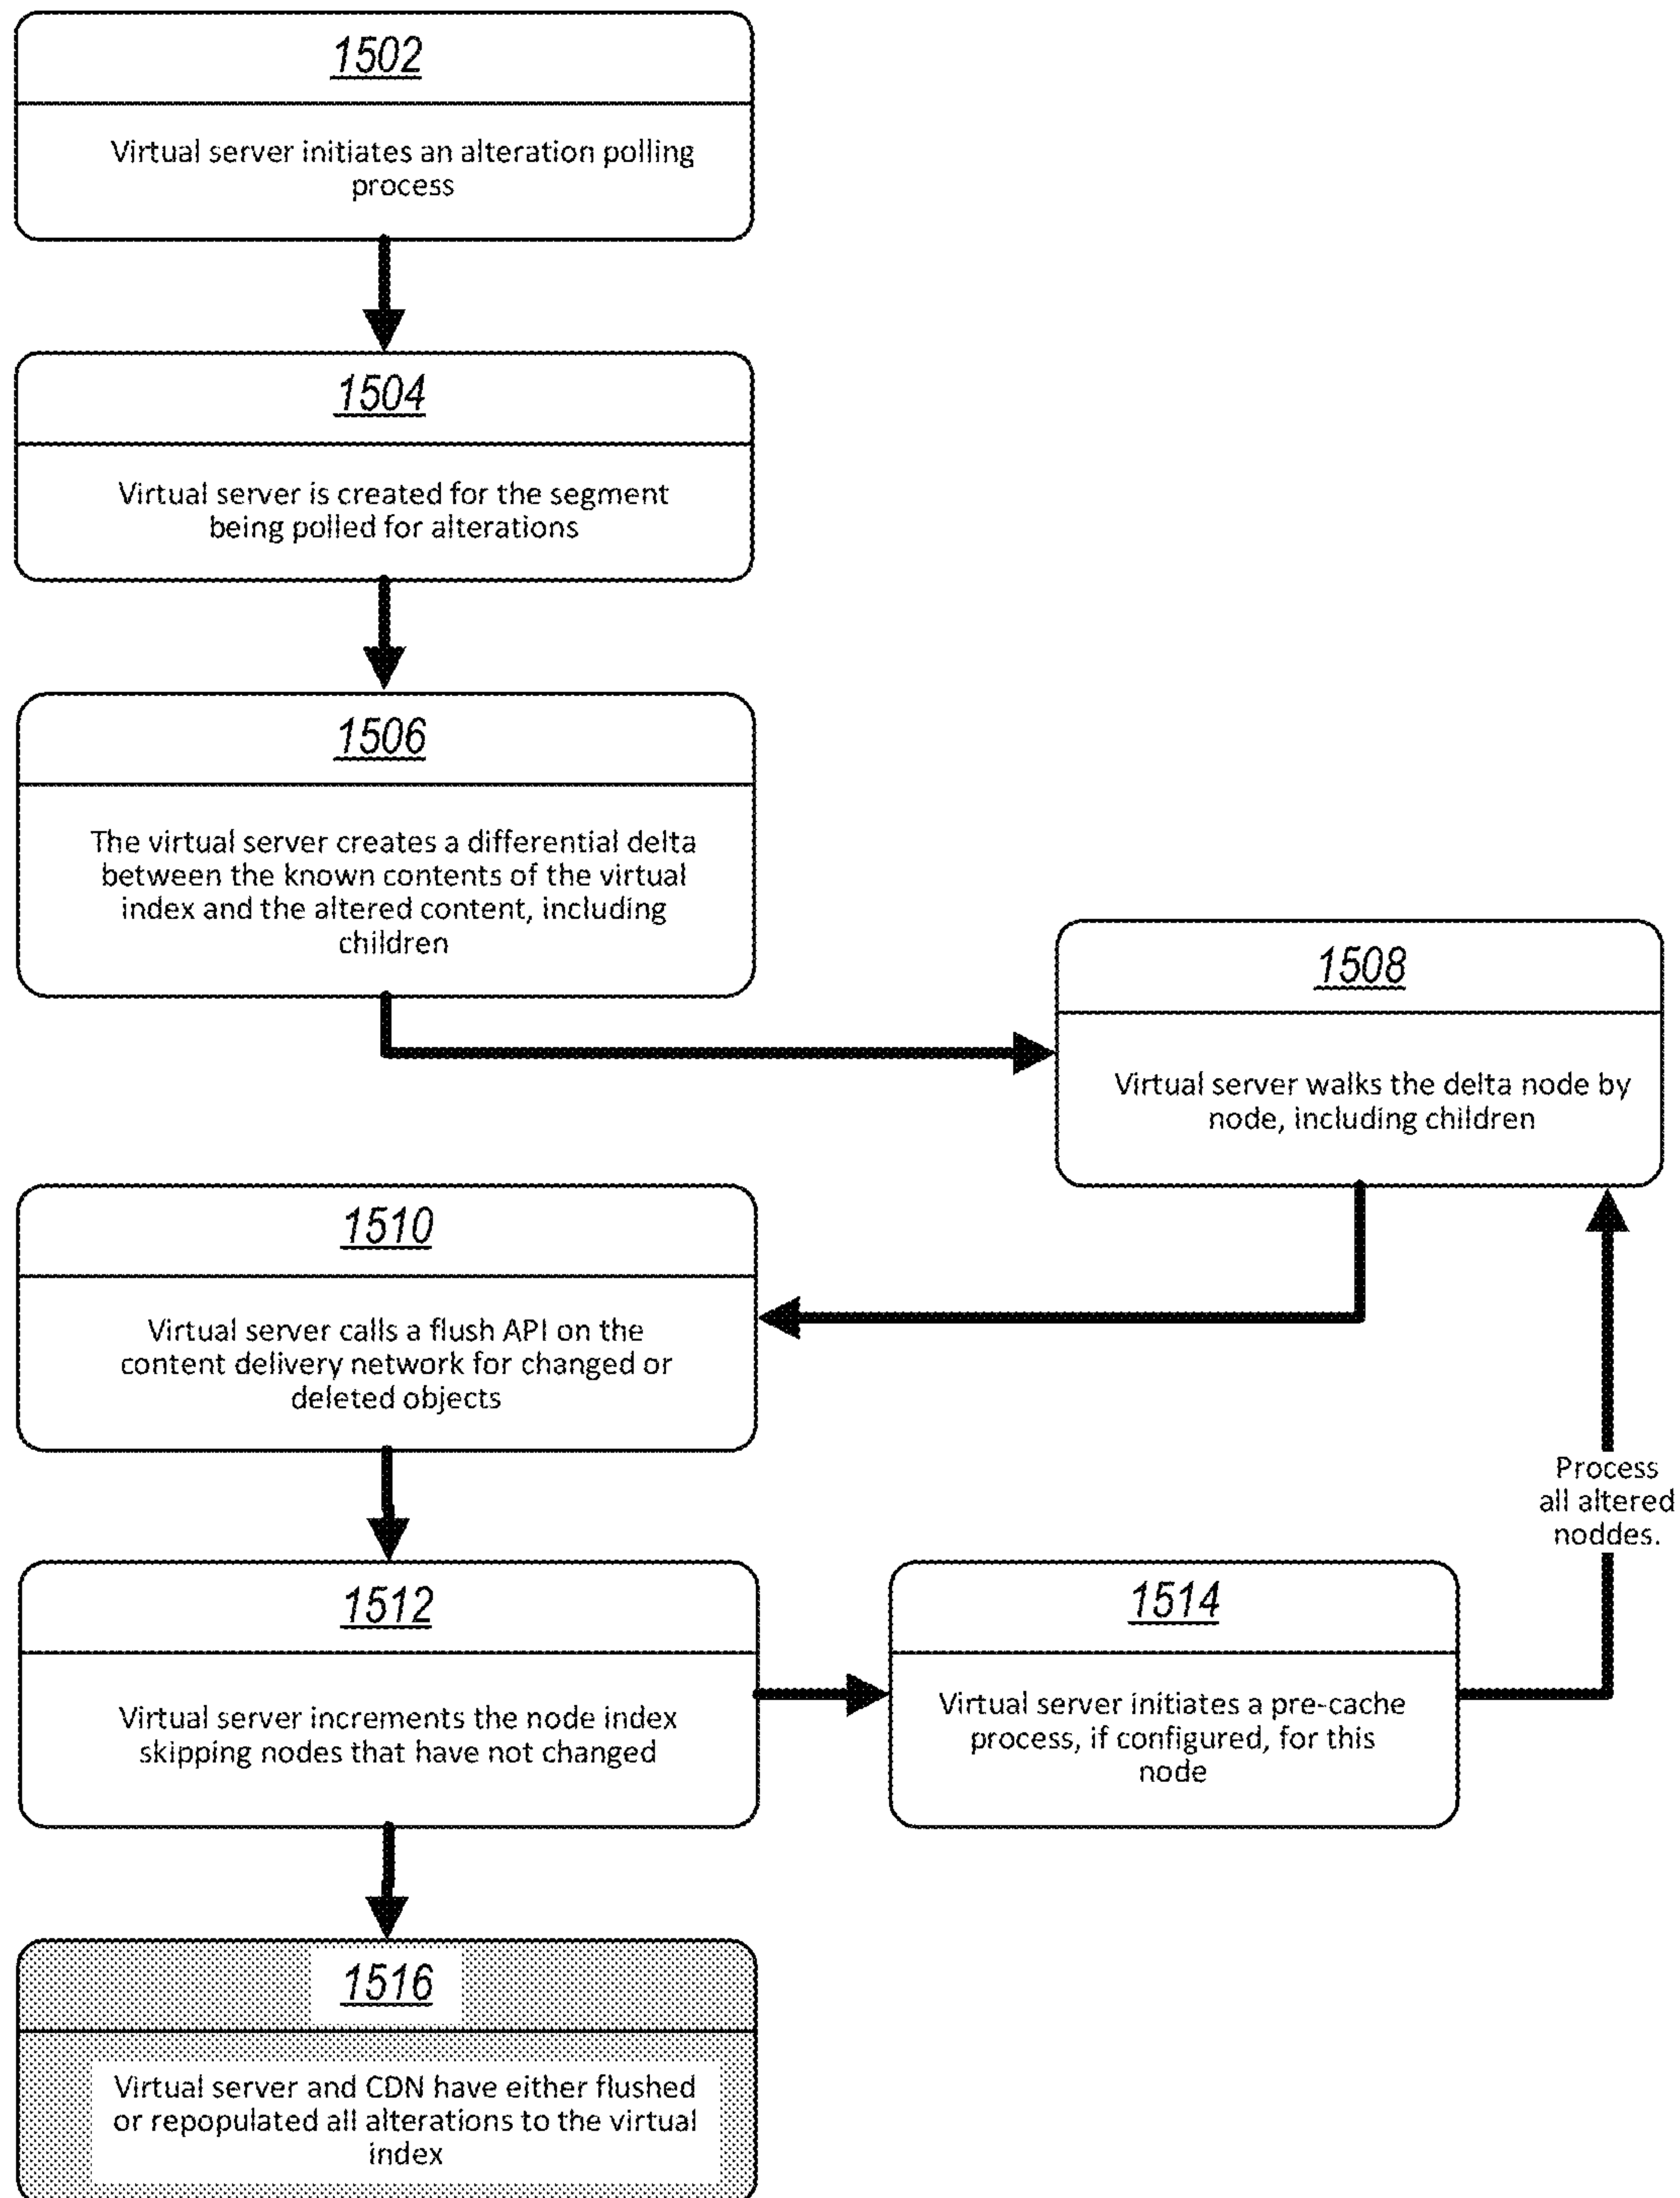 1502
Virtual server initiates an alteration polling
process
1504
Virtual server is created for the segment
being polled for alterations
1506
The virtual server creates a differential delta
between the known contents of the virtual
index and the altered content, including
children
1508
Virtual server walks the delta node by
node, including children
1510
Virtual server calls a flush API on the
content delivery network for changed or
deleted objects
Process
all altered
noddes.
1512
Virtual server increments the node index
skipping nodes that have not changed
1514
Virtual server initiates a pre-cache
process, if configured, for this
node
1516
Virtual server and CDN have either flushed
or repopulated all alterations to the virtual
index